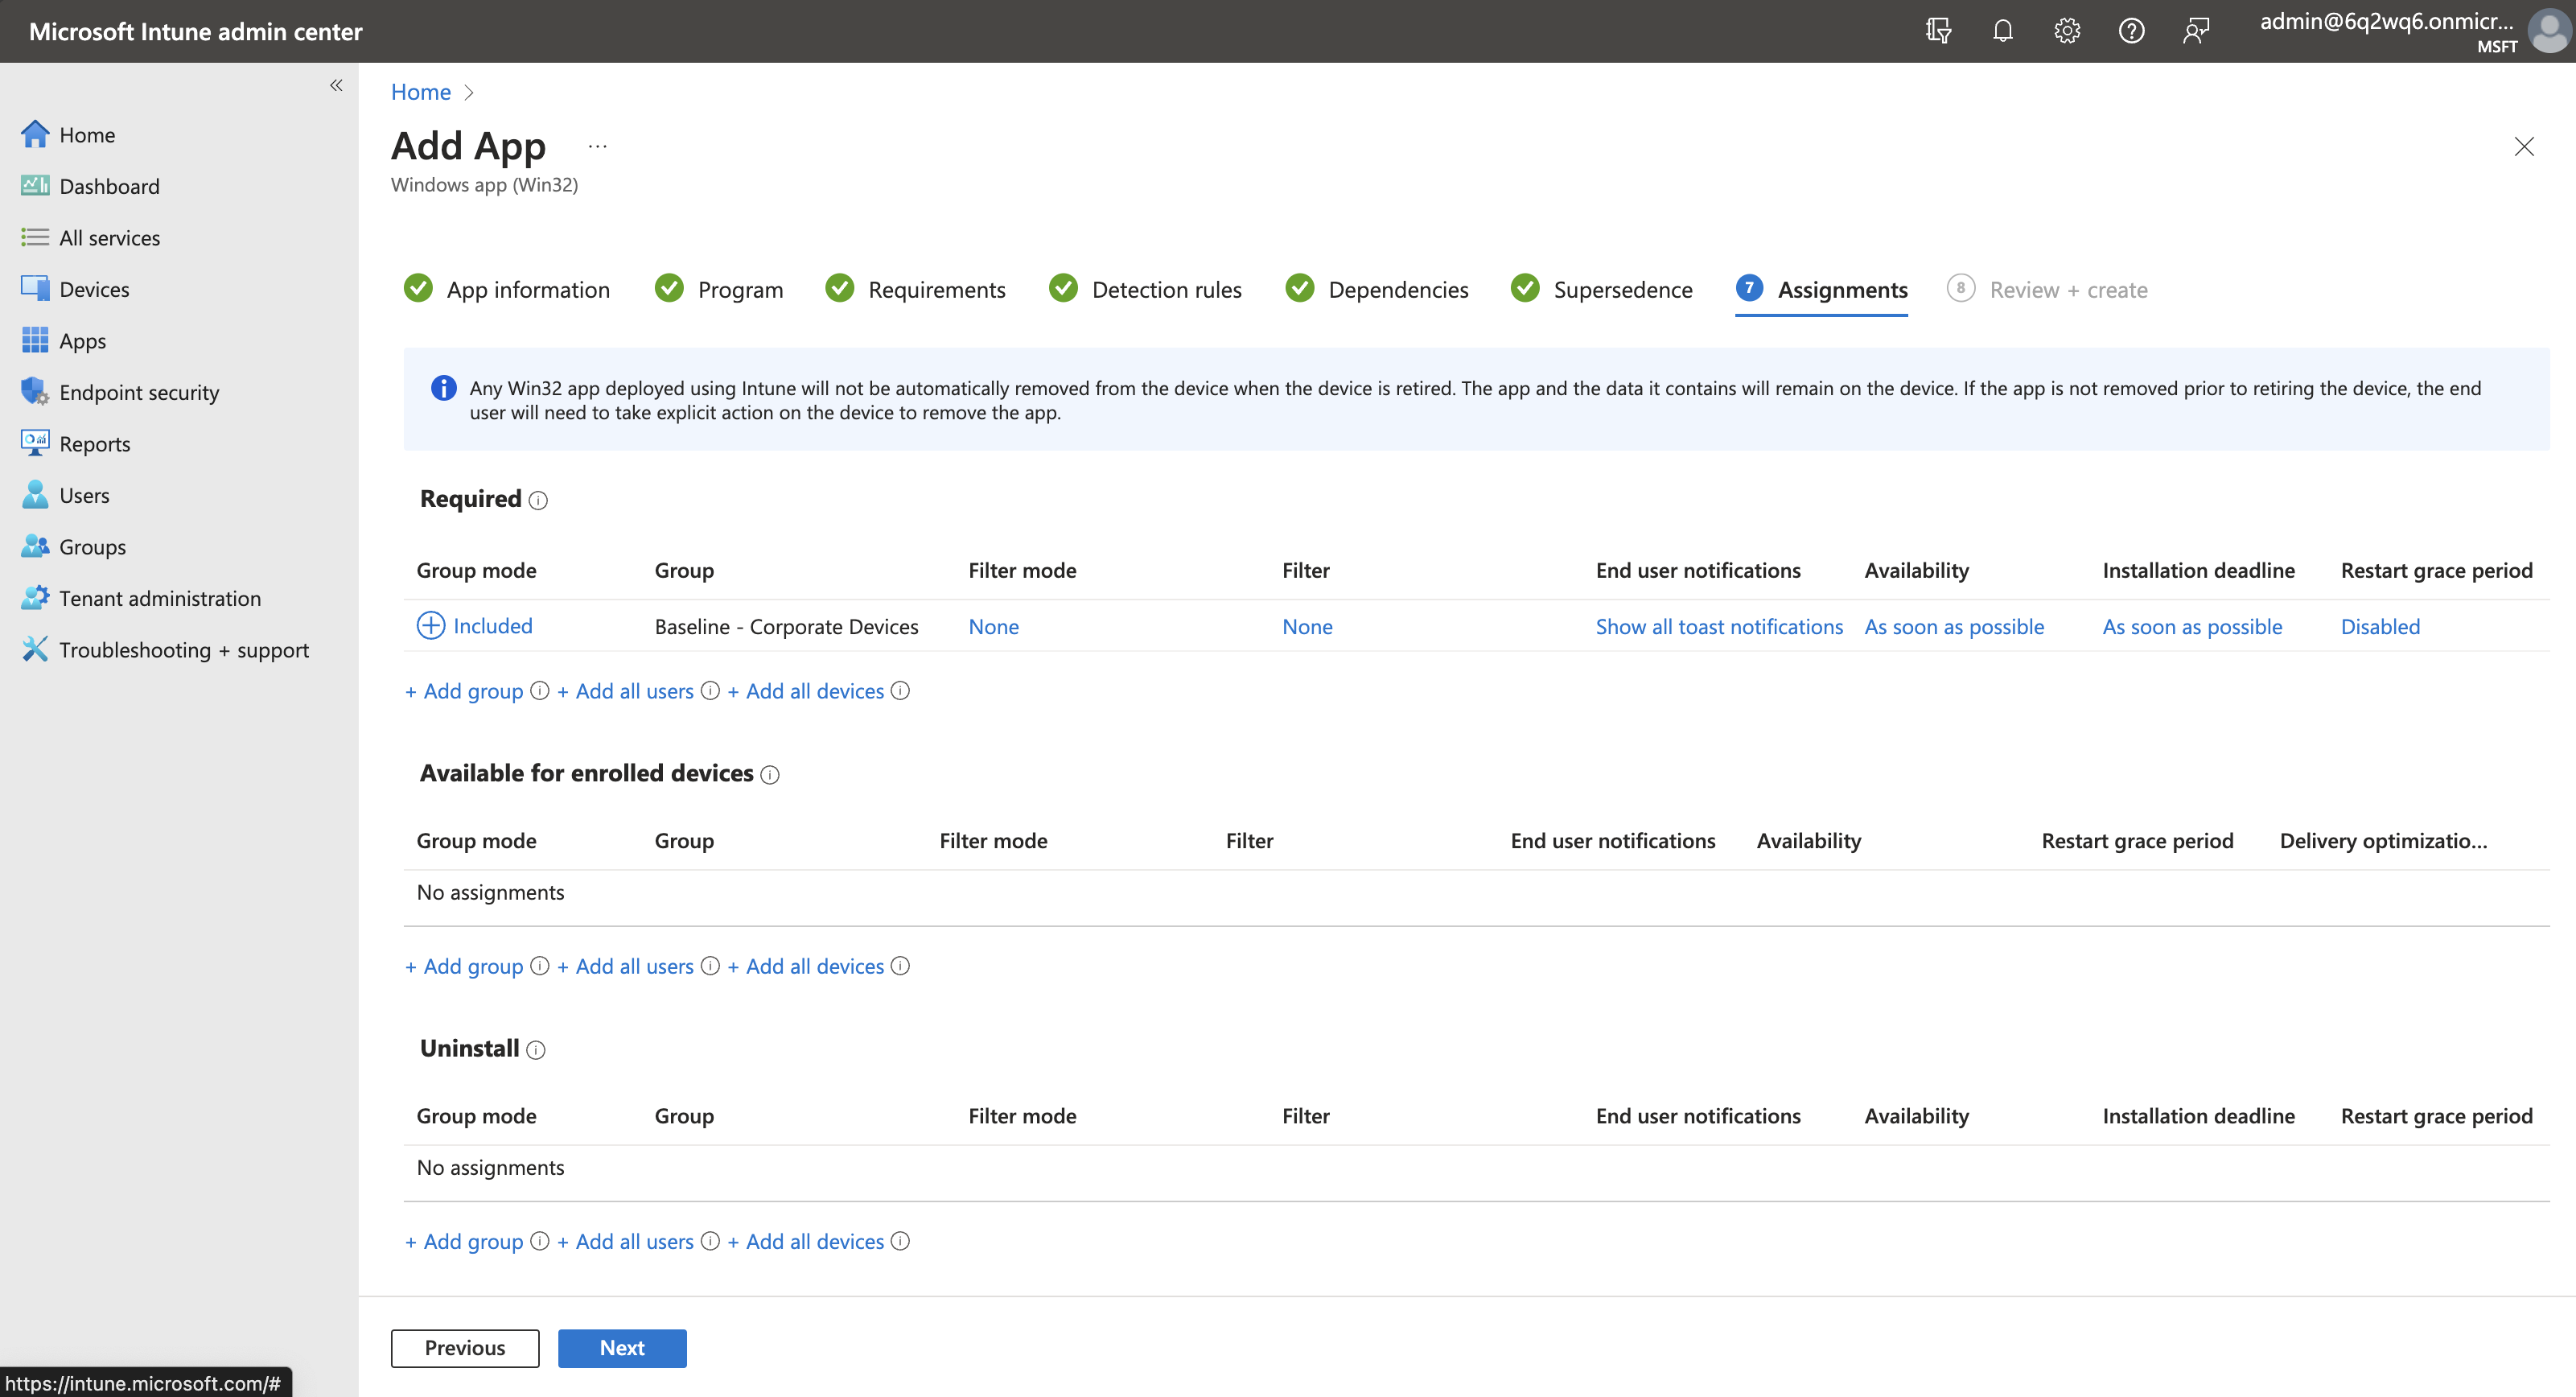 Microsoft Intune admin center
admin@6q2wq6.onmicr...
MSFT
Home
Dashboard
All services
Devices
Apps
Endpoint security
Reports
Users
Groups
Tenant administration
Troubleshooting + support
Home
Add App ...
Windows app (Win32)
App information Program Requirements Detection rules Dependencies Supersedence 7 Assignments 8 Review + create
Any Win32 app deployed using Intune will not be automatically removed from the device when the device is retired. The app and the data it contains will remain on the device. If the app is not removed prior to retiring the device, the end
user will need to take explicit action on the device to remove the app.
Required
Group mode Group Filter mode Filter End user notifications Availability Installation deadline Restart grace period
Included Baseline - Corporate Devices None None Show all toast notifications As soon as possible As soon as possible Disabled
+ Add group + Add all users + Add all devices
Available for enrolled devices
Group mode Group Filter mode Filter End user notifications Availability Restart grace period Delivery optimizatio...
No assignments
+ Add group + Add all users + Add all devices
Uninstall
Group mode Group Filter mode Filter End user notifications Availability Installation deadline Restart grace period
No assignments
+ Add group + Add all users + Add all devices
Previous Next
https://intune.microsoft.com/#